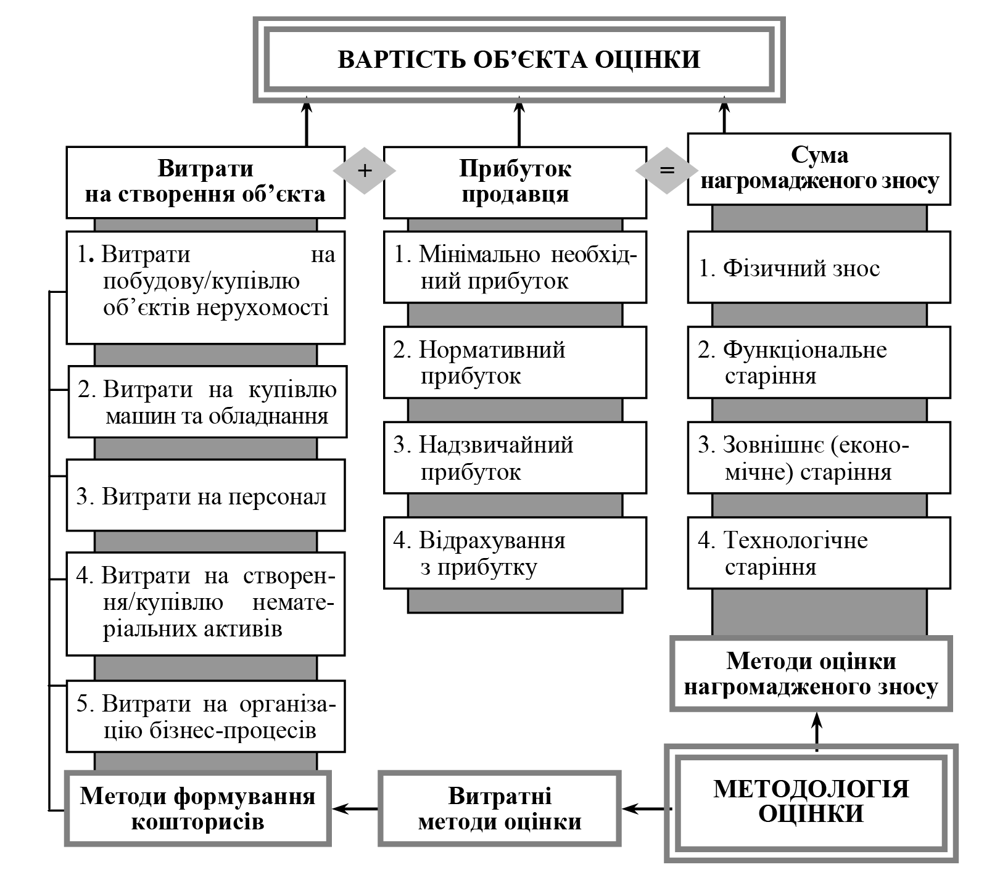 ВАРТІСТЬ ОБ’ЄКТА ОЦІНКИ
Витрати
на створення об’єкта
+
Прибуток
продавця
=
Сума
нагромадженого зносу
1. Витрати на
побудову/купівлю
об’єктів нерухомості
2. Витрати на купівлю
машин та обладнання
3. Витрати на персонал
4. Витрати на створен-
ня/купівлю немате-
ріальних активів
5. Витрати на організа-
цію бізнес-процесів
Методи формування
кошторисів
1. Мінімально необхід-
ний прибуток
2. Нормативний
прибуток
3. Надзвичайний
прибуток
4. Відрахування
з прибутку
Витратні
методи оцінки
1. Фізичний знос
2. Функціональне
старіння
3. Зовнішнє (еконо-
мічне) старіння
4. Технологічне
старіння
Методи оцінки
нагромадженого зносу
МЕТОДОЛОГІЯ
ОЦІНКИ